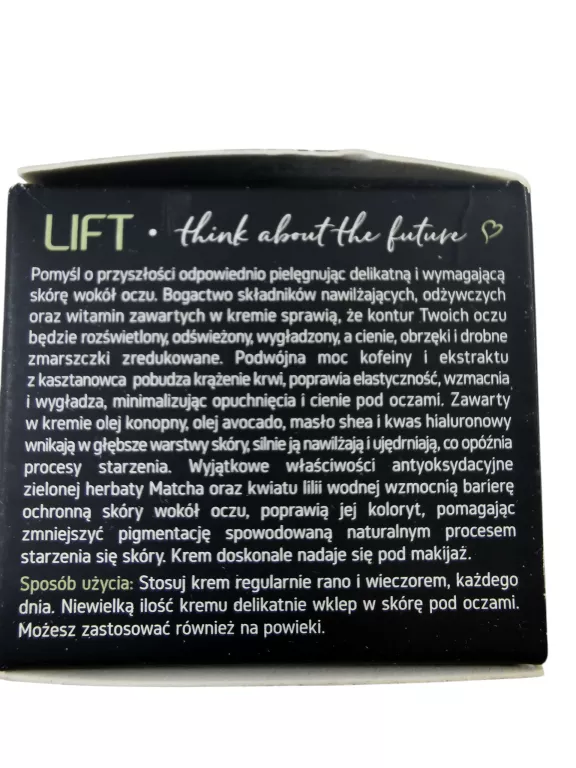 LIFT • think about the future
Pomyśl o przyszłości odpowiednio pielęgnując delikatną i wymagającą
skórę wokół oczu. Bogactwo składników nawilżających, odżywczych
oraz witamin zawartych w kremie sprawią, że kontur Twoich oczu
będzie rozświetlony, odświeżony, wygładzony, a cienie, obrzęki i drobne
zmarszczki zredukowane. Podwójna moc kofeiny i ekstraktu
z kasztanowca pobudza krążenie krwi, poprawia elastyczność, wzmacnia
i wygładza, minimalizując opuchnięcia i cienie pod oczami. Zawarty
w kremie olej konopny, olej avocado, masło shea i kwas hialuronowy
wnikają w głębsze warstwy skóry, silnie ją nawilżają i ujędrniają, co opóźnia
procesy starzenia. Wyjątkowe właściwości antyoksydacyjne
zielonej herbaty Matcha oraz kwiatu lilii wodnej wzmocnią barierę
ochronną skóry wokół oczu, poprawią jej koloryt, pomagając
zmniejszyć pigmentację spowodowaną naturalnym procesem
starzenia się skóry. Krem doskonale nadaje się pod makijaż.
Sposób użycia: Stosuj krem regularnie rano i wieczorem, każdego
dnia. Niewielką ilość kremu delikatnie wklep w skórę pod oczami.
Możesz zastosować również na powieki.